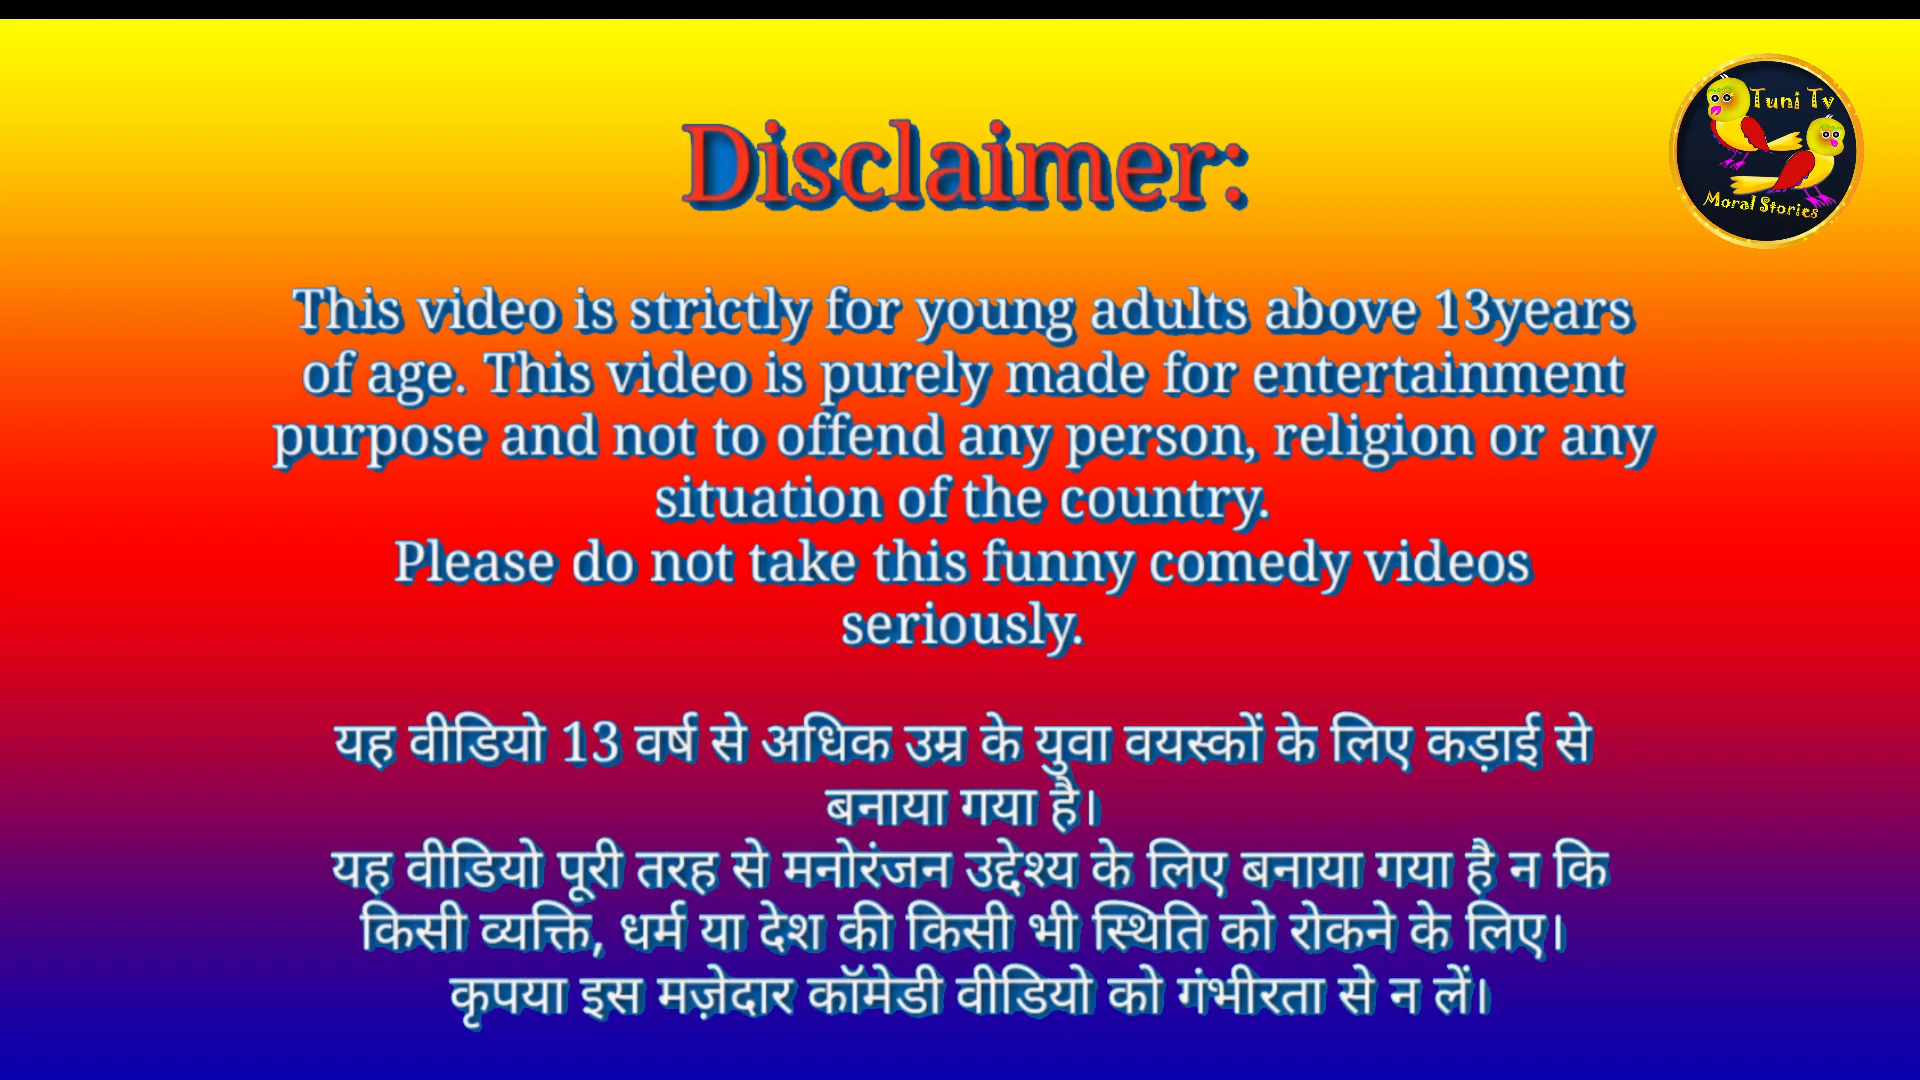 Tuni Tv
Moral Stories
Disclaimer:
This video is strictly for young adults above 13years
of age. This video is purely made for entertainment
purpose and not to offend any person, religion or any
situation of the country.
Please do not take this funny comedy videos
seriously.
यह वीडियो 13 वर्ष से अधिक उम्र के युवा वयस्कों के लिए कड़ाई से
बनाया गया है।
यह वीडियो पूरी तरह से मनोरंजन उद्देश्य के लिए बनाया गया है न कि
किसी व्यक्ति, धर्म या देश की किसी भी स्थिति को रोकने के लिए।
कृपया इस मज़ेदार कॉमेडी वीडियो को गंभीरता से न लें।